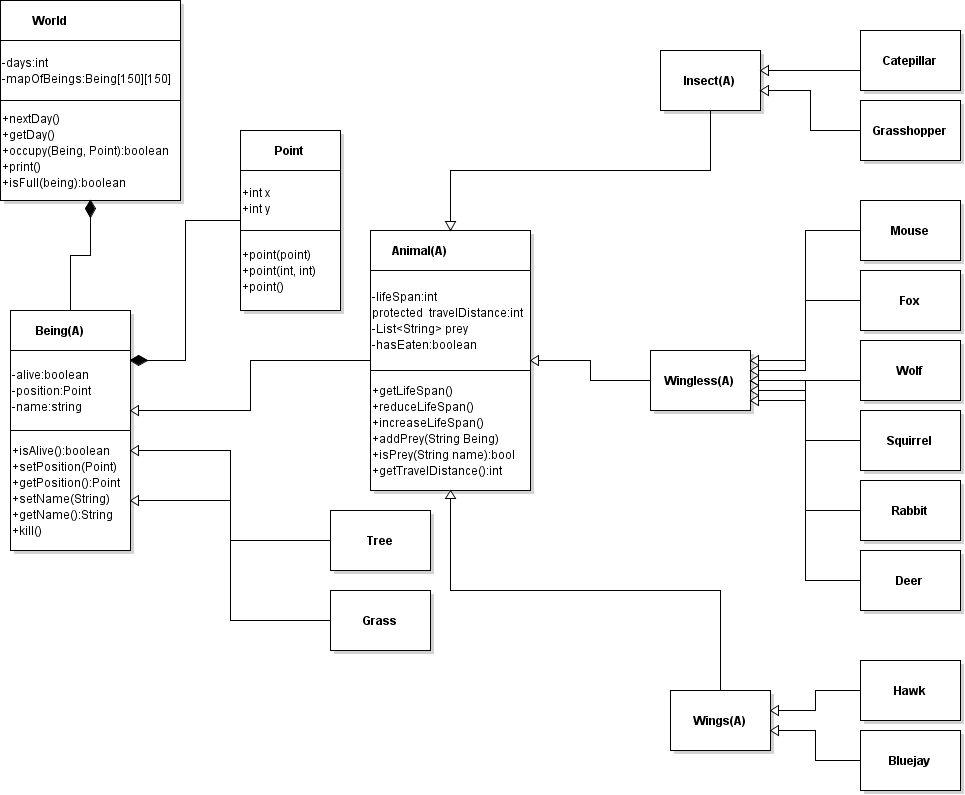 World
-days:int
-mapOfBeings:Being[150][150]
+nextDay()
+getDay()
+occupy(Being, Point):boolean
+print()
+isFull(being):boolean
Point
+int x
+int y
+point(point)
+point(int, int)
+point()
Being(A)
-alive:boolean
-position:Point
-name:string
+isAlive():boolean
+setPosition(Point)
+getPosition():Point
+setName(String)
+getName():String
+kill()
Animal(A)
-lifeSpan:int
protected travelDistance:int
-List<String> prey
-hasEaten:boolean
+getLifeSpan()
+reduceLifeSpan()
+increaseLifeSpan()
+addPrey(String Being)
+isPrey(String name):bool
+getTravelDistance():int
Tree
Grass
Insect(A)
Catepillar
Grasshopper
Wingless(A)
Mouse
Fox
Wolf
Squirrel
Rabbit
Deer
Wings(A)
Hawk
Bluejay